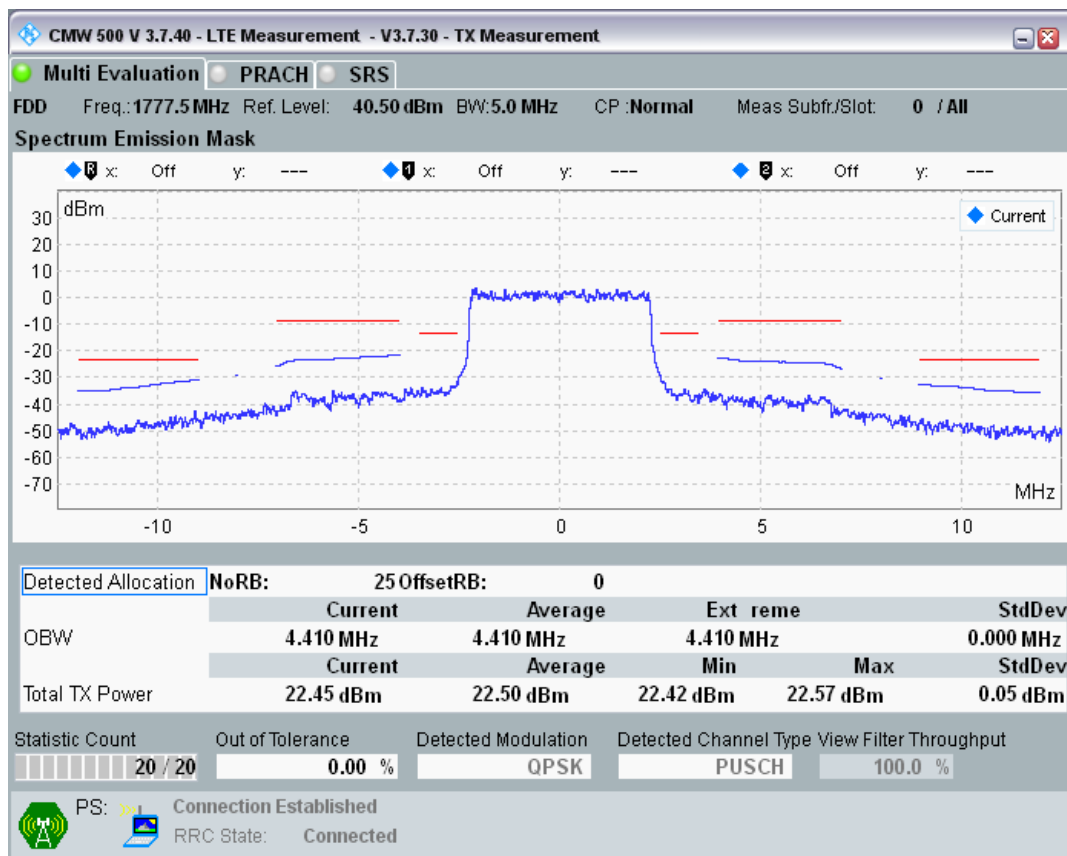 CMW 500 V 3.7.40 - LTE Measurement - V3.7.30 - TX Measurement
Multi Evaluation PRACH SRS
FDD Freq.:1777.5 MHz Ref. Level: 40.50 dBm BW:5.0 MHz CP :Normal Meas Subfr./Slot: 0 / All
Spectrum Emission Mask
R x: Off y: --- 1 x: Off y: --- 2 x: Off y: ---
dBm
Current
30
20
10
0
-10
-20
-30
-40
-50
-60
-70
MHz
-10 -5 0 5 10
Detected Allocation NoRB: 25 OffsetRB: 0
Current Average Ext reme StdDev
OBW 4.410 MHz 4.410 MHz 4.410 MHz 0.000 MHz
Current Average Min Max StdDev
Total TX Power 22.45 dBm 22.50 dBm 22.42 dBm 22.57 dBm 0.05 dBm
Statistic Count Out of Tolerance Detected Modulation Detected Channel Type View Filter Throughput
20 / 20 0.00 % QPSK PUSCH 100.0 %
PS: Connection Established
RRC State: Connected